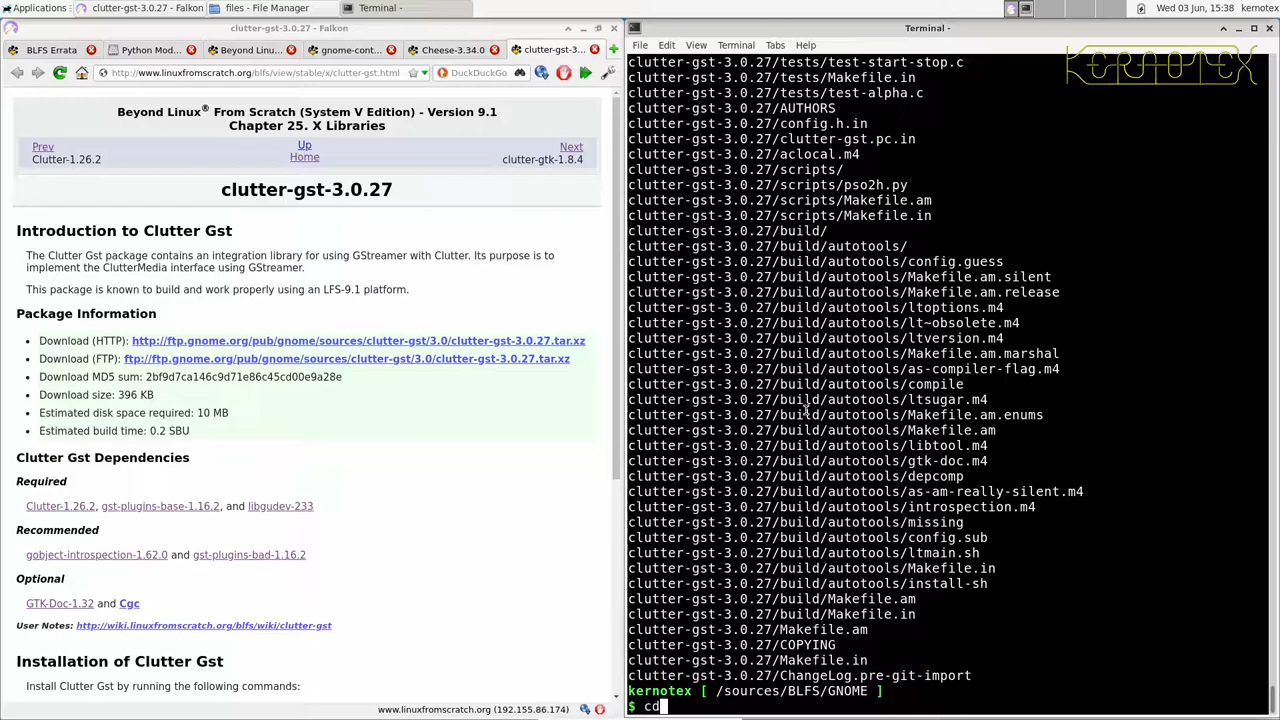 Applications
clutter-gst-3.0.27 - Falkon
files - File Manager
Terminal -
Wed 03 Jun, 15:38
kernotex
clutter-gst-3.0.27 - Falkon
BLFS Errata
Python Mod...
Beyond Linu...
gnome-cont...
Cheese-3.34.0
clutter-gst-3...
http://www.linuxfromscratch.org/blfs/view/stable/x/clutter-gst.html
DuckDuckGo
Beyond Linux® From Scratch (System V Edition) - Version 9.1
Chapter 25. X Libraries
Prev
Up
Next
Clutter-1.26.2
Home
clutter-gtk-1.8.4
clutter-gst-3.0.27
Introduction to Clutter Gst
The Clutter Gst package contains an integration library for using GStreamer with Clutter. Its purpose is to
implement the ClutterMedia interface using GStreamer.
This package is known to build and work properly using an LFS-9.1 platform.
Package Information
• Download (HTTP): http://ftp.gnome.org/pub/gnome/sources/clutter-gst/3.0/clutter-gst-3.0.27.tar.xz
• Download (FTP): ftp://ftp.gnome.org/pub/gnome/sources/clutter-gst/3.0/clutter-gst-3.0.27.tar.xz
• Download MD5 sum: 2bf9d7ca146c9d71e86c45cd00e9a28e
• Download size: 396 KB
• Estimated disk space required: 10 MB
• Estimated build time: 0.2 SBU
Clutter Gst Dependencies
Required
Clutter-1.26.2, gst-plugins-base-1.16.2, and libgudev-233
Recommended
gobject-introspection-1.62.0 and gst-plugins-bad-1.16.2
Optional
GTK-Doc-1.32 and Cgc
User Notes: http://wiki.linuxfromscratch.org/blfs/wiki/clutter-gst
Installation of Clutter Gst
Install Clutter Gst by running the following commands:
www.linuxfromscratch.org (192.155.86.174)
Terminal -
File Edit View Terminal Tabs Help
KERNOTEX
clutter-gst-3.0.27/tests/test-start-stop.c
clutter-gst-3.0.27/tests/Makefile.in
clutter-gst-3.0.27/tests/test-alpha.c
clutter-gst-3.0.27/AUTHORS
clutter-gst-3.0.27/config.h.in
clutter-gst-3.0.27/clutter-gst.pc.in
clutter-gst-3.0.27/aclocal.m4
clutter-gst-3.0.27/scripts/
clutter-gst-3.0.27/scripts/pso2h.py
clutter-gst-3.0.27/scripts/Makefile.am
clutter-gst-3.0.27/scripts/Makefile.in
clutter-gst-3.0.27/build/
clutter-gst-3.0.27/build/autotools/
clutter-gst-3.0.27/build/autotools/config.guess
clutter-gst-3.0.27/build/autotools/Makefile.am.silent
clutter-gst-3.0.27/build/autotools/Makefile.am.release
clutter-gst-3.0.27/build/autotools/ltoptions.m4
clutter-gst-3.0.27/build/autotools/lt~obsolete.m4
clutter-gst-3.0.27/build/autotools/ltversion.m4
clutter-gst-3.0.27/build/autotools/Makefile.am.marshal
clutter-gst-3.0.27/build/autotools/as-compiler-flag.m4
clutter-gst-3.0.27/build/autotools/compile
clutter-gst-3.0.27/build/autotools/ltsugar.m4
clutter-gst-3.0.27/build/autotools/Makefile.am.enums
clutter-gst-3.0.27/build/autotools/Makefile.am
clutter-gst-3.0.27/build/autotools/libtool.m4
clutter-gst-3.0.27/build/autotools/gtk-doc.m4
clutter-gst-3.0.27/build/autotools/depcomp
clutter-gst-3.0.27/build/autotools/as-am-really-silent.m4
clutter-gst-3.0.27/build/autotools/introspection.m4
clutter-gst-3.0.27/build/autotools/missing
clutter-gst-3.0.27/build/autotools/config.sub
clutter-gst-3.0.27/build/autotools/ltmain.sh
clutter-gst-3.0.27/build/autotools/Makefile.in
clutter-gst-3.0.27/build/autotools/install-sh
clutter-gst-3.0.27/build/Makefile.am
clutter-gst-3.0.27/build/Makefile.in
clutter-gst-3.0.27/Makefile.am
clutter-gst-3.0.27/COPYING
clutter-gst-3.0.27/Makefile.in
clutter-gst-3.0.27/ChangeLog.pre-git-import
kernotex [ /sources/BLFS/GNOME ]
$ cd